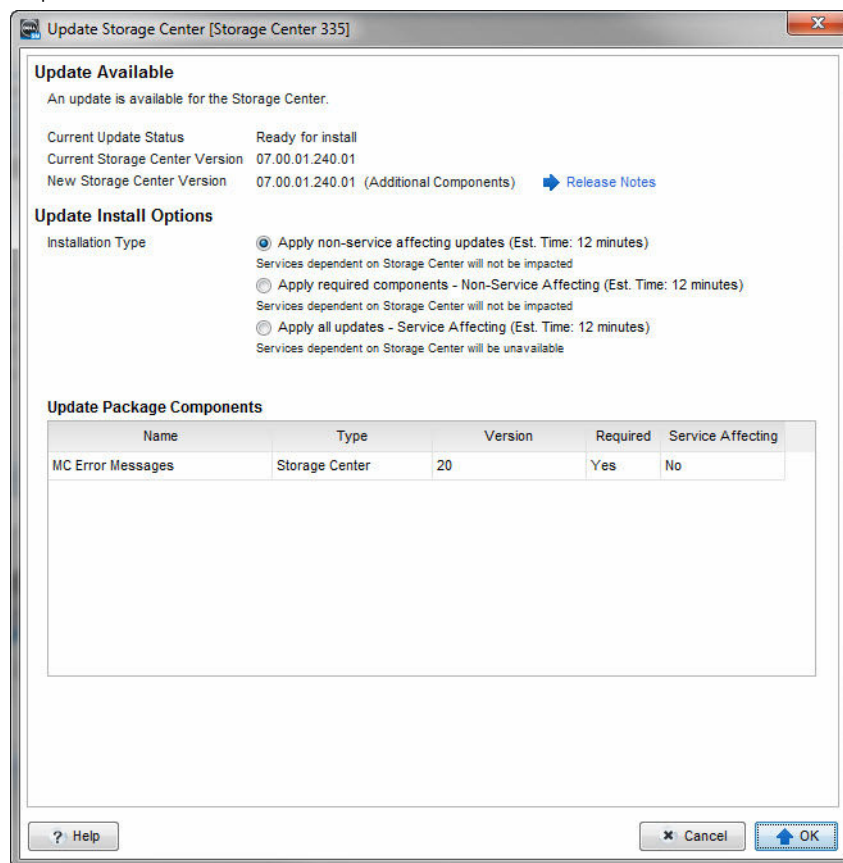 Update Storage Center [Storage Center 335]
Update Available
An update is available for the Storage Center.
Current Update Status Ready for install
Current Storage Center Version 07.00.01.240.01
New Storage Center Version 07.00.01.240.01 (Additional Components) Release Notes
Update Install Options
Installation Type Apply non-service affecting updates (Est. Time: 12 minutes)
Services dependent on Storage Center will not be impacted
Apply required components - Non-Service Affecting (Est. Time: 12 minutes)
Services dependent on Storage Center will not be impacted
Apply all updates - Service Affecting (Est. Time: 12 minutes)
Services dependent on Storage Center will be unavailable
Update Package Components
Name Type Version Required Service Affecting
MC Error Messages Storage Center 20 Yes No
? Help Cancel OK